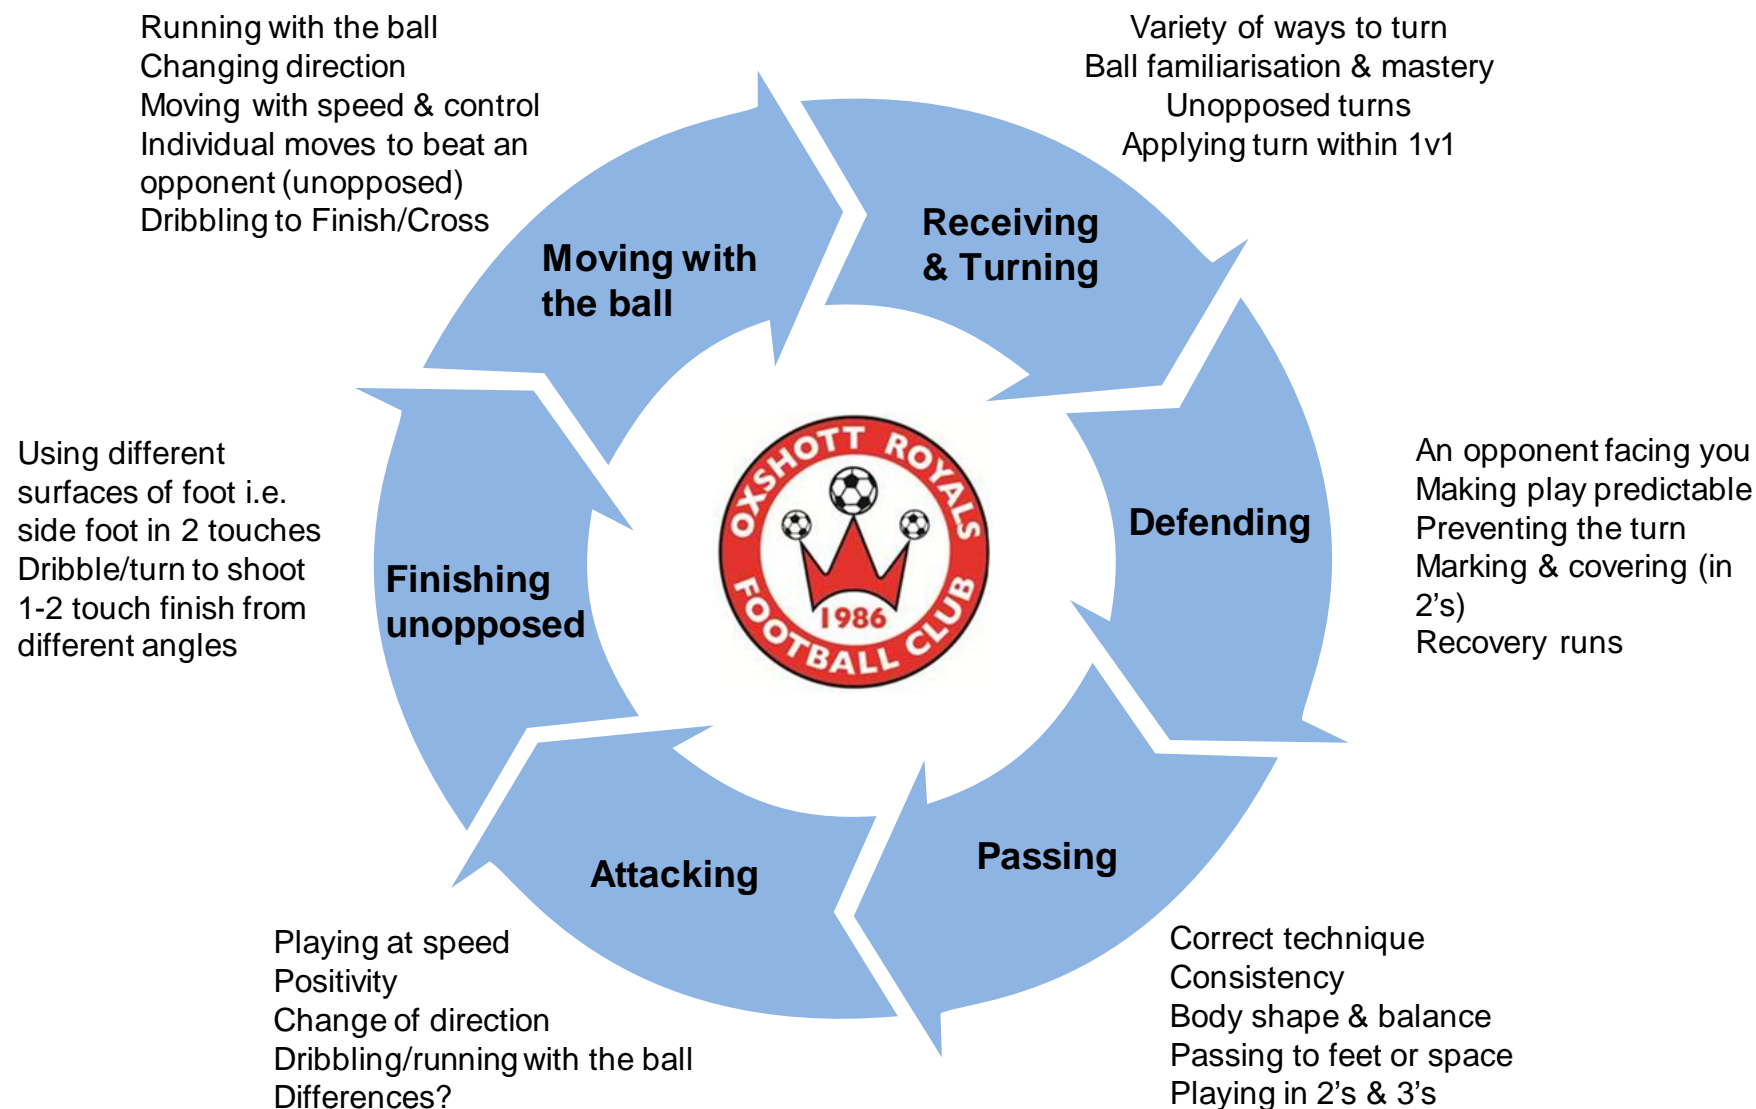 Running with the ball
Changing direction
Moving with speed & control
Individual moves to beat an
opponent (unopposed)
Dribbling to Finish/Cross
Variety of ways to turn
Ball familiarisation & mastery
Unopposed turns
Applying turn within 1v1
Moving with
the ball
Receiving
& Turning
Using different
surfaces of foot i.e.
side foot in 2 touches
Dribble/turn to shoot
1-2 touch finish from
different angles
Finishing
unopposed
OXSHOTT ROYALS
1986
FOOTBALL CLUB
Defending
An opponent facing you
Making play predictable
Preventing the turn
Marking & covering (in
2’s)
Recovery runs
Attacking
Passing
Playing at speed
Positivity
Change of direction
Dribbling/running with the ball
Differences?
Correct technique
Consistency
Body shape & balance
Passing to feet or space
Playing in 2’s & 3’s